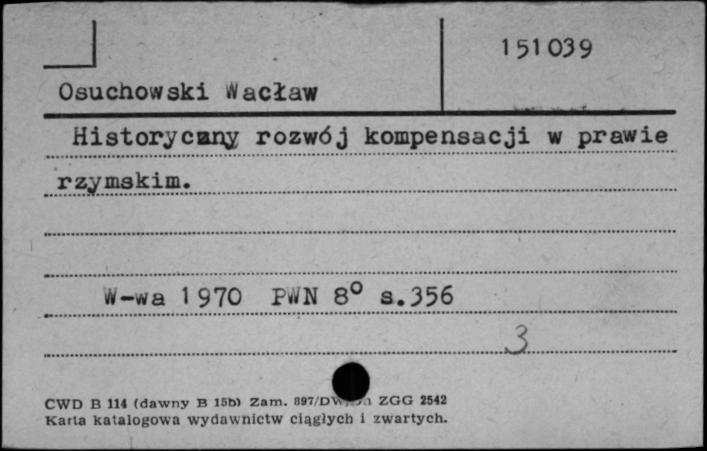 151039
Osuchowski Wacław
Historyczny rozwój kompensacji w prawie
rzymskim.
W-wa 1970 PWN 8° s.356
3
CWD B 114 (dawny B 15b) Zam. 897/ ZGG 2542
Karta katalogowa wydawnictw ciągłych i zwartych.